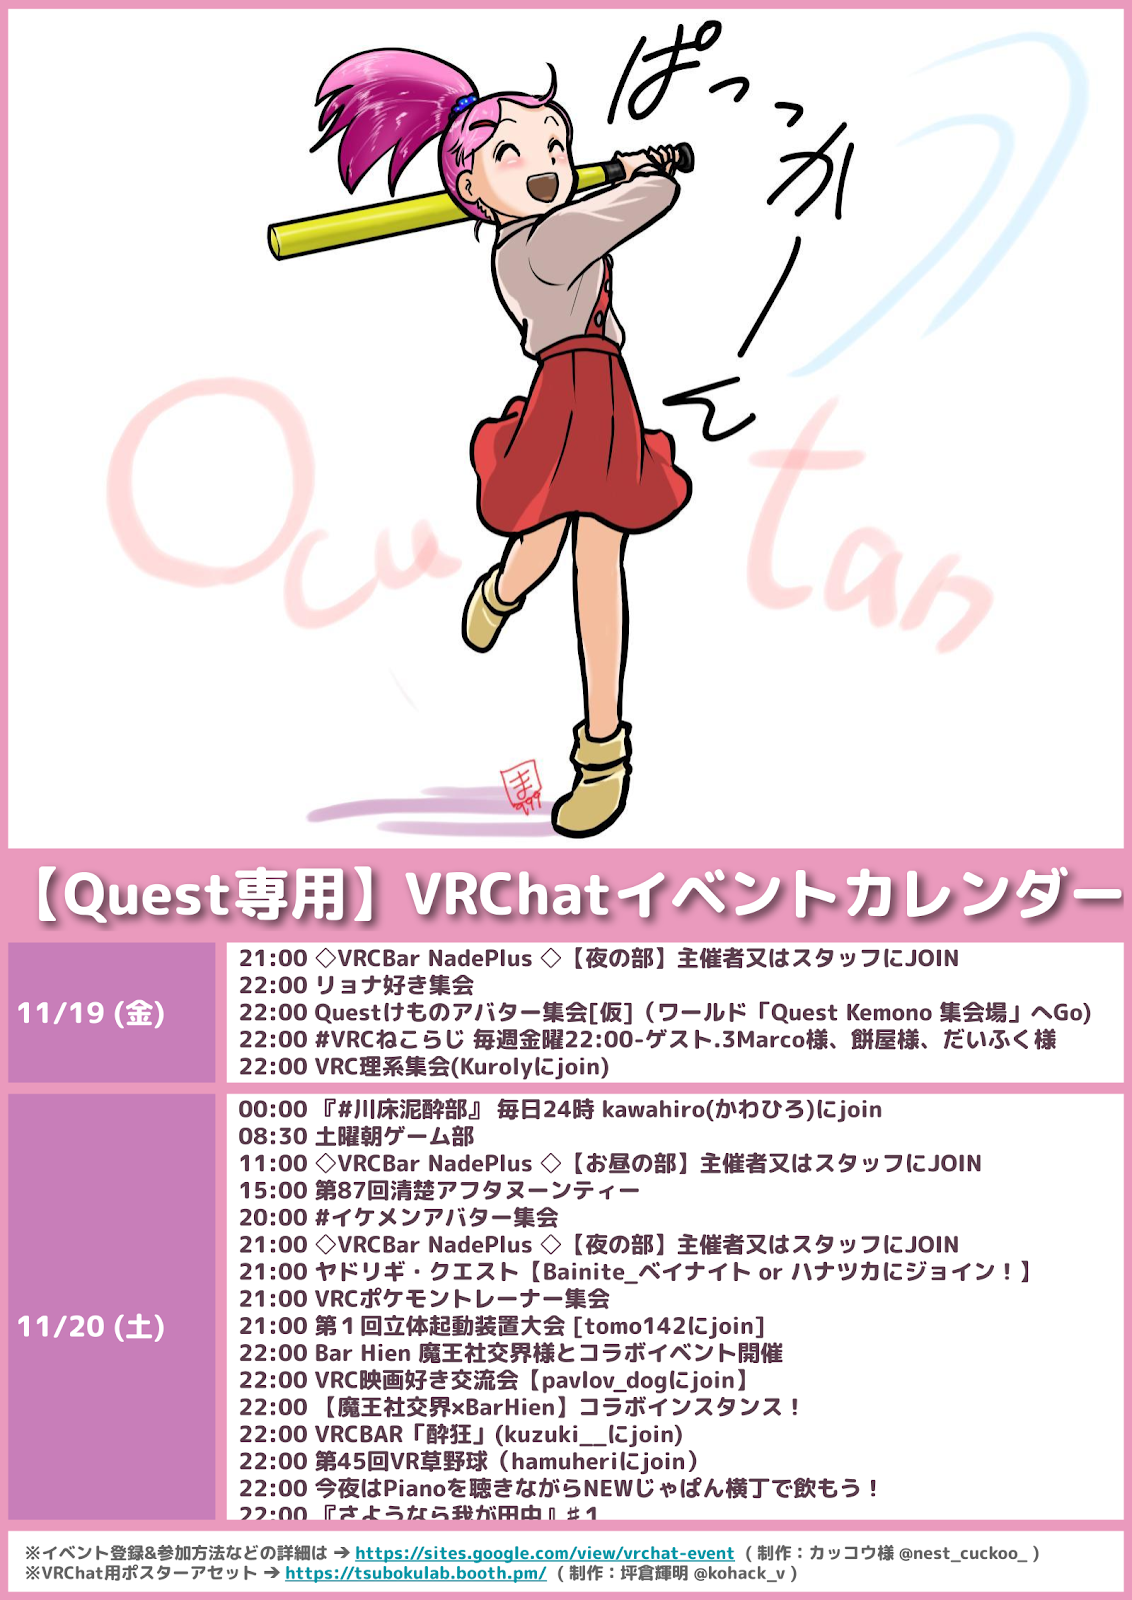 ぱっっかーん
Ocu tan
ま
999
【Quest専用】VRChatイベントカレンダー
11/19 (金)
21:00 ◇VRCBar NadePlus ◇【夜の部】主催者又はスタッフにJOIN
22:00 リョナ好き集会
22:00 Questけものアバター集会[仮]（ワールド「Quest Kemono 集会場」へGo)
22:00 #VRCねこらじ 毎週金曜22:00-ゲスト.3Marco様、餅屋様、だいふく様
22:00 VRC理系集会(Kurolyにjoin)
11/20 (土)
00:00 『#川床泥酔部』 毎日24時 kawahiro(かわひろ)にjoin
08:30 土曜朝ゲーム部
11:00 ◇VRCBar NadePlus ◇【お昼の部】主催者又はスタッフにJOIN
15:00 第87回清楚アフタヌーンティー
20:00 #イケメンアバター集会
21:00 ◇VRCBar NadePlus ◇【夜の部】主催者又はスタッフにJOIN
21:00 ヤドリギ・クエスト【Bainite_ベイナイト or ハナツカにジョイン！】
21:00 VRCポケモントレーナー集会
21:00 第１回立体起動装置大会 [tomo142にjoin]
22:00 Bar Hien 魔王社交界様とコラボイベント開催
22:00 VRC映画好き交流会【pavlov_dogにjoin】
22:00 【魔王社交界×BarHien】コラボインスタンス！
22:00 VRCBAR「酔狂」(kuzuki__にjoin)
22:00 第45回VR草野球（hamuheriにjoin）
22:00 今夜はPianoを聴きながらNEWじゃぱん横丁で飲もう！
22:00 『さようなら我が田中』♯１
※イベント登録&参加方法などの詳細は ➔ https://sites.google.com/view/vrchat-event （ 制作：カッコウ様 @nest_cuckoo_ ）
※VRChat用ポスターアセット ➔ https://tsubokulab.booth.pm/ （ 制作：坪倉輝明 @kohack_v ）